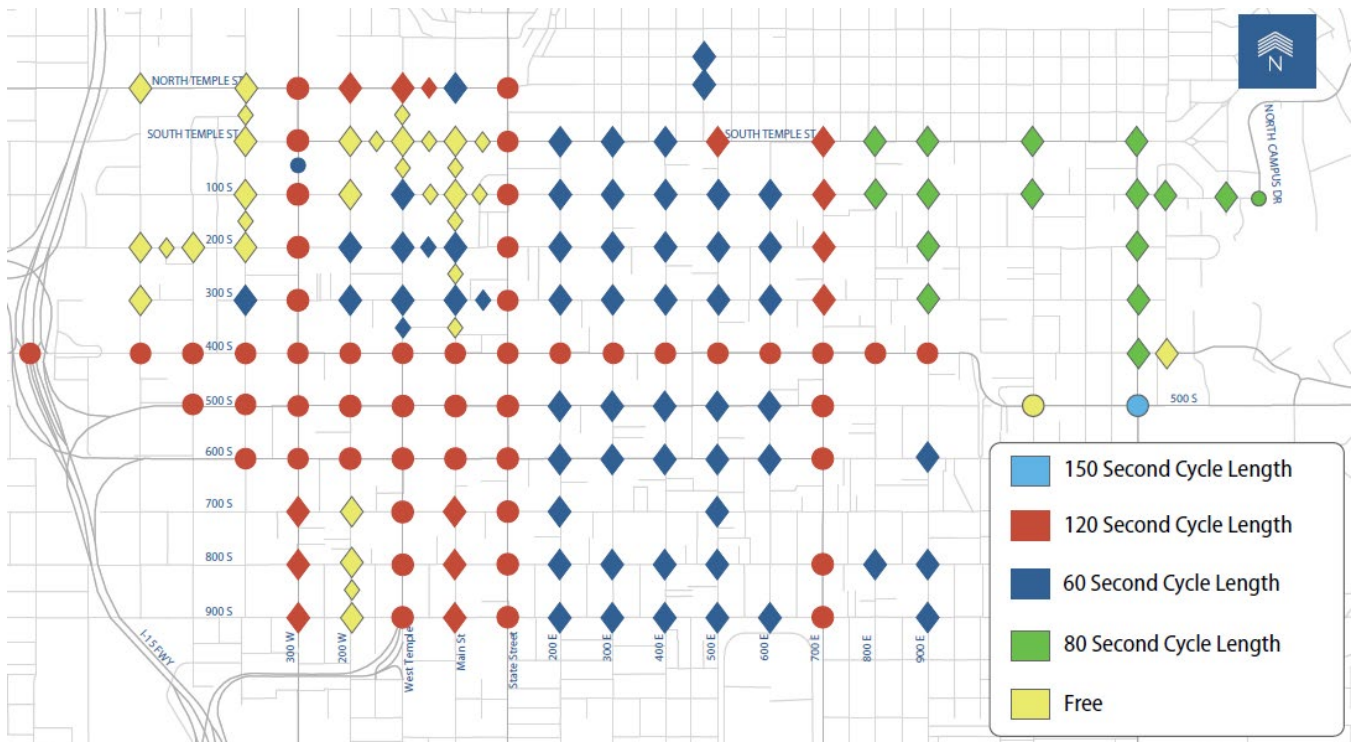 N
NORTH TEMPLE ST
NORTH CAMPUS DR
SOUTH TEMPLE ST
SOUTH TEMPLE ST
100 S
200 S
300 S
400 S
500 S
500 S
600 S
700 S
800 S
900 S
I-15 FWY
300 W
200 W
West Temple
Main St
State Street
200 E
300 E
400 E
500 E
600 E
700 E
800 E
900 E
150 Second Cycle Length
120 Second Cycle Length
60 Second Cycle Length
80 Second Cycle Length
Free